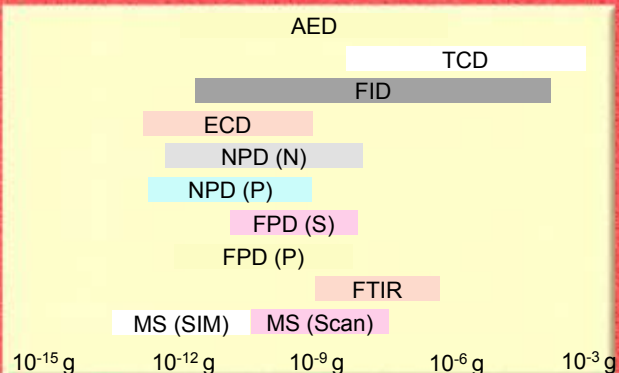 AED
TCD
FID
ECD
NPD (N)
NPD (P)
FPD (S)
FPD (P)
FTIR
MS (SIM) MS (Scan)
10⁻¹⁵ g 10⁻¹² g 10⁻⁹ g 10⁻⁶ g 10⁻³ g